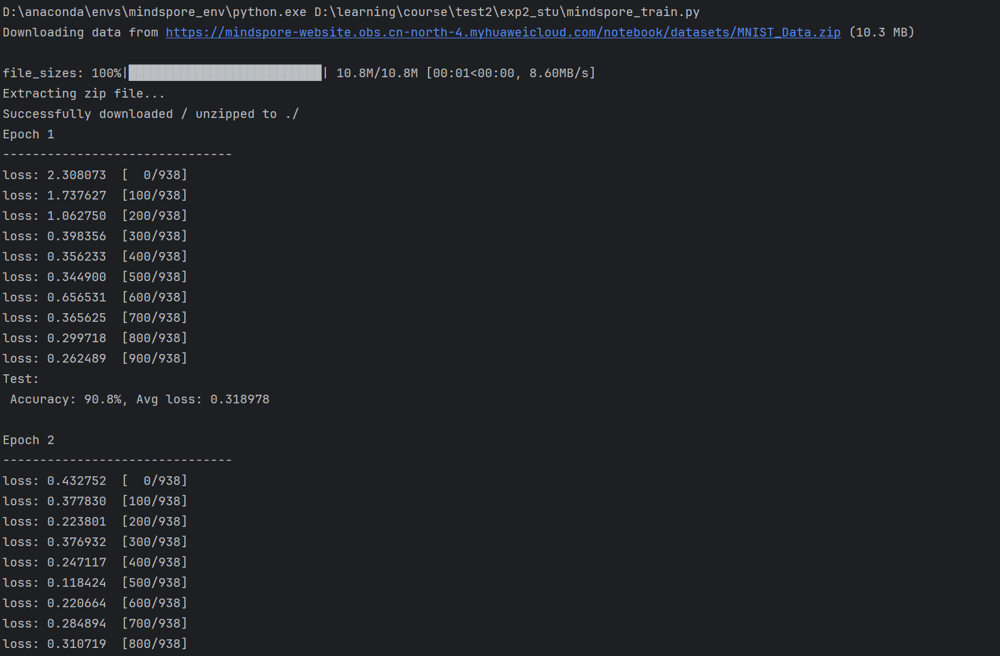 D:\anaconda\envs\mindspore_env\python.exe D:\learning\course\test2\exp2_stu\mindspore_train.py
Downloading data from https://mindspore-website.obs.cn-north-4.myhuaweicloud.com/notebook/datasets/MNIST_Data.zip (10.3 MB)
file_sizes: 100%|██████████████████████████| 10.8M/10.8M [00:01<00:00, 8.60MB/s]
Extracting zip file...
Successfully downloaded / unzipped to ./
Epoch 1
-------------------------------
loss: 2.308073  [  0/938]
loss: 1.737627  [100/938]
loss: 1.062750  [200/938]
loss: 0.398356  [300/938]
loss: 0.356233  [400/938]
loss: 0.344900  [500/938]
loss: 0.656531  [600/938]
loss: 0.365625  [700/938]
loss: 0.299718  [800/938]
loss: 0.262489  [900/938]
Test:
 Accuracy: 90.8%, Avg loss: 0.318978
Epoch 2
-------------------------------
loss: 0.432752  [  0/938]
loss: 0.377830  [100/938]
loss: 0.223801  [200/938]
loss: 0.376932  [300/938]
loss: 0.247117  [400/938]
loss: 0.118424  [500/938]
loss: 0.220664  [600/938]
loss: 0.284894  [700/938]
loss: 0.310719  [800/938]